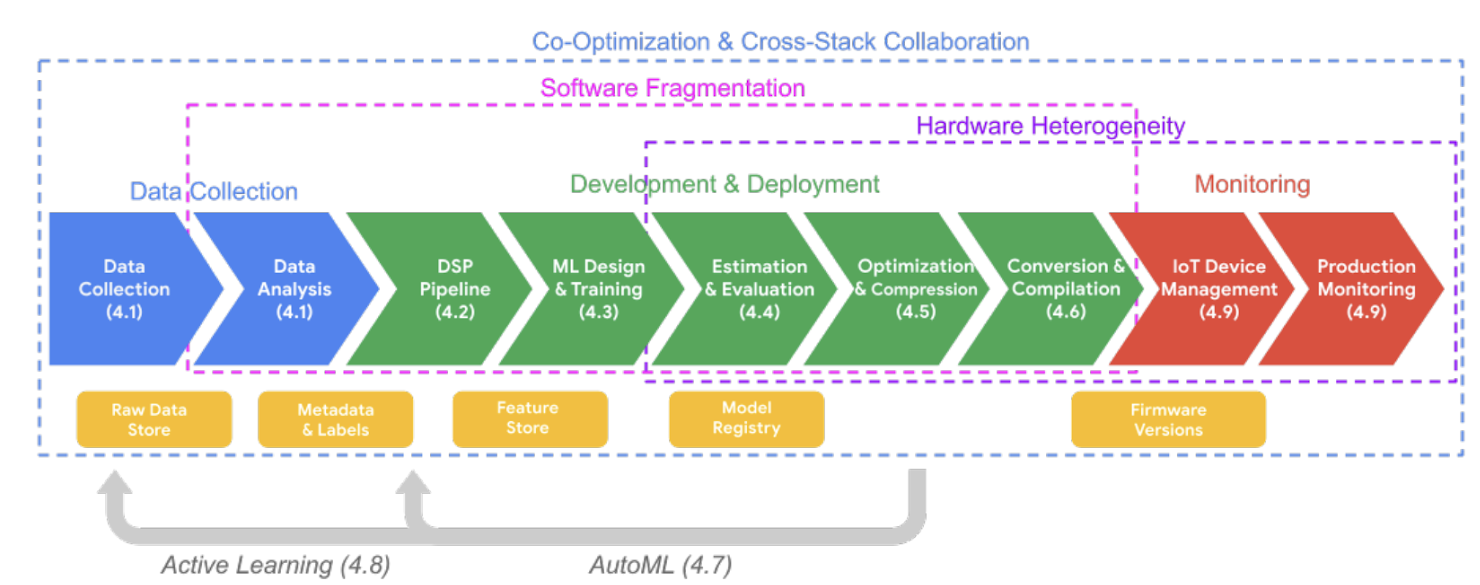 Co-Optimization & Cross-Stack Collaboration
Software Fragmentation
Hardware Heterogeneity
Data Collection
Development & Deployment
Monitoring
Data
Collection
(4.1)
Data
Analysis
(4.1)
DSP
Pipeline
(4.2)
ML Design
& Training
(4.3)
Estimation
& Evaluation
(4.4)
Optimization
& Compression
(4.5)
Conversion &
Compilation
(4.6)
IoT Device
Management
(4.9)
Production
Monitoring
(4.9)
Raw Data
Store
Metadata
& Labels
Feature
Store
Model
Registry
Firmware
Versions
Active Learning (4.8)
AutoML (4.7)